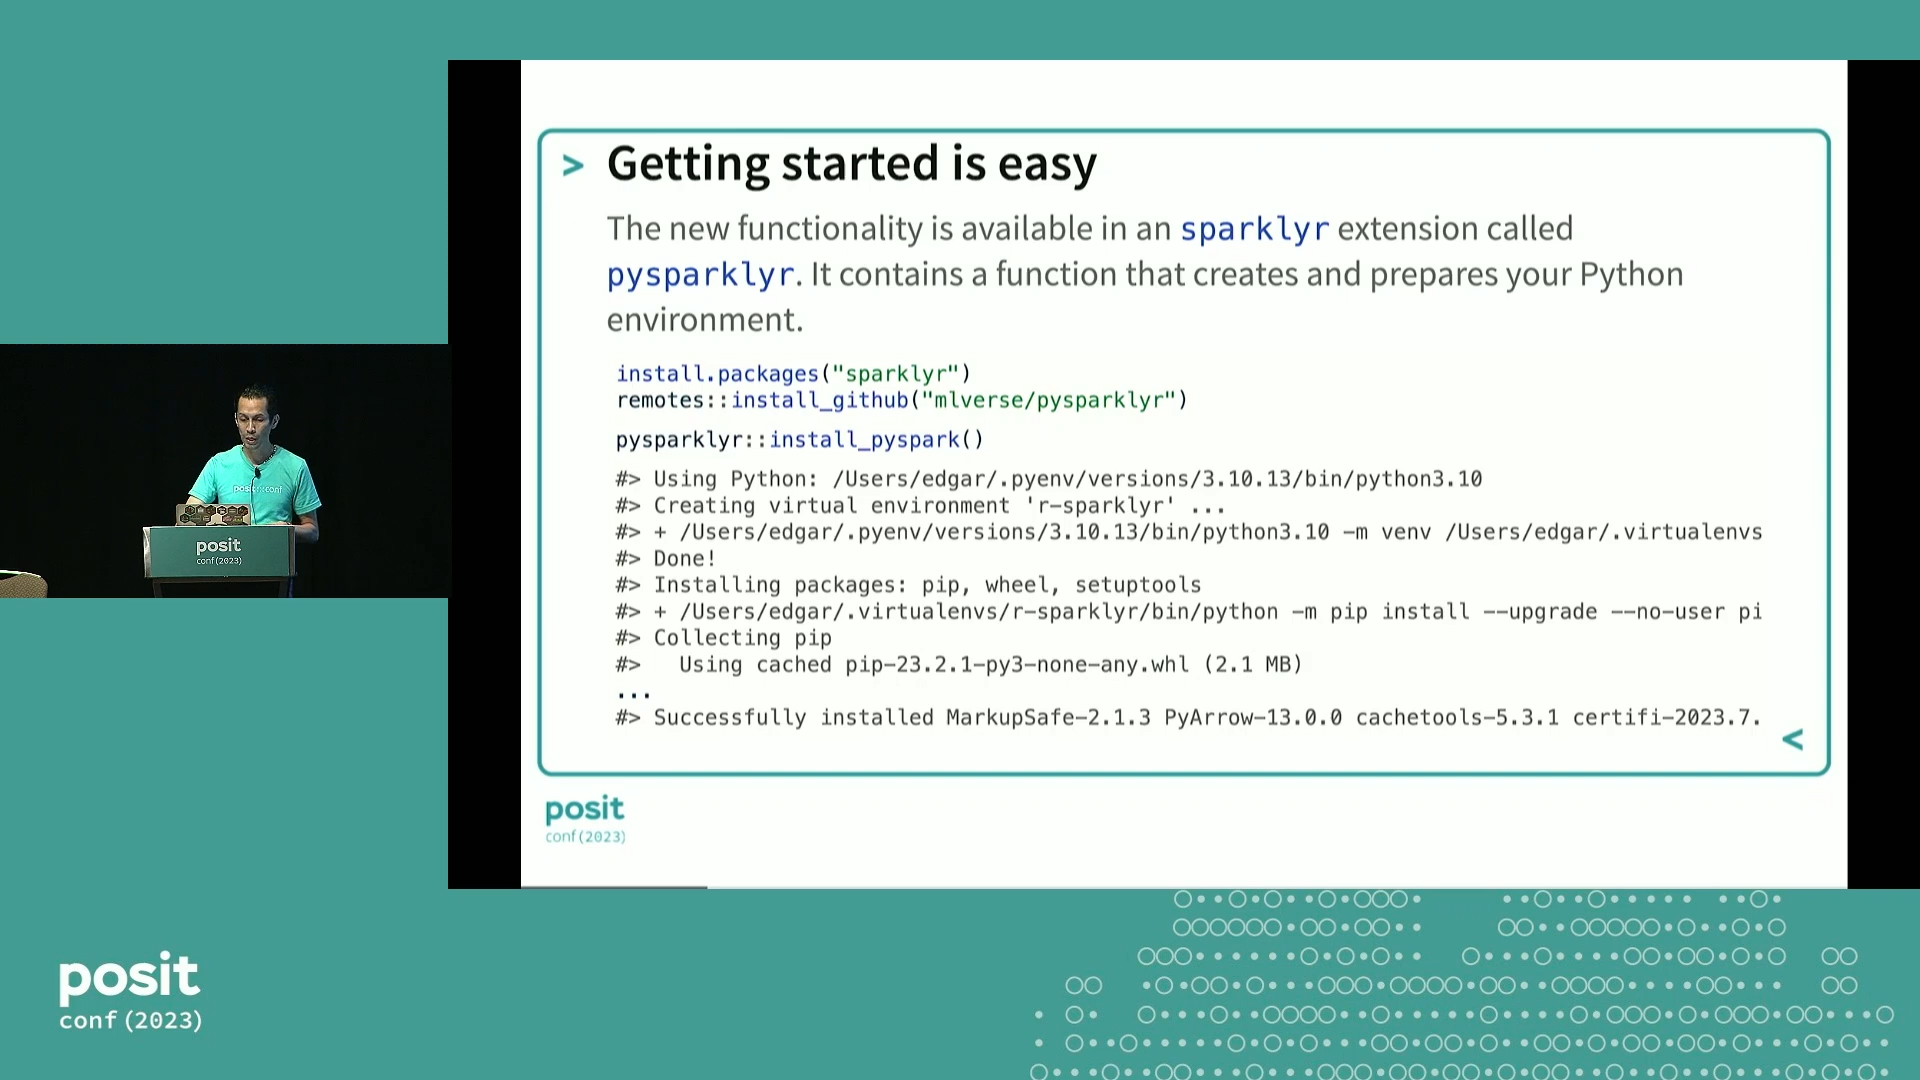 > Getting started is easy
The new functionality is available in an sparklyr extension called
pysparklyr. It contains a function that creates and prepares your Python
environment.
install.packages("sparklyr")
remotes::install_github("mlverse/pysparklyr")
pysparklyr::install_pyspark()
#> Using Python: /Users/edgar/.pyenv/versions/3.10.13/bin/python3.10
#> Creating virtual environment 'r-sparklyr' ...
#> + /Users/edgar/.pyenv/versions/3.10.13/bin/python3.10 -m venv /Users/edgar/.virtualenvs
#> Done!
#> Installing packages: pip, wheel, setuptools
#> + /Users/edgar/.virtualenvs/r-sparklyr/bin/python -m pip install --upgrade --no-user pi
#> Collecting pip
#>   Using cached pip-23.2.1-py3-none-any.whl (2.1 MB)
...
#> Successfully installed MarkupSafe-2.1.3 PyArrow-13.0.0 cachetools-5.3.1 certifi-2023.7.
<
posit
conf(2023)
posit conf
posit
conf(2023)
posit
conf(2023)